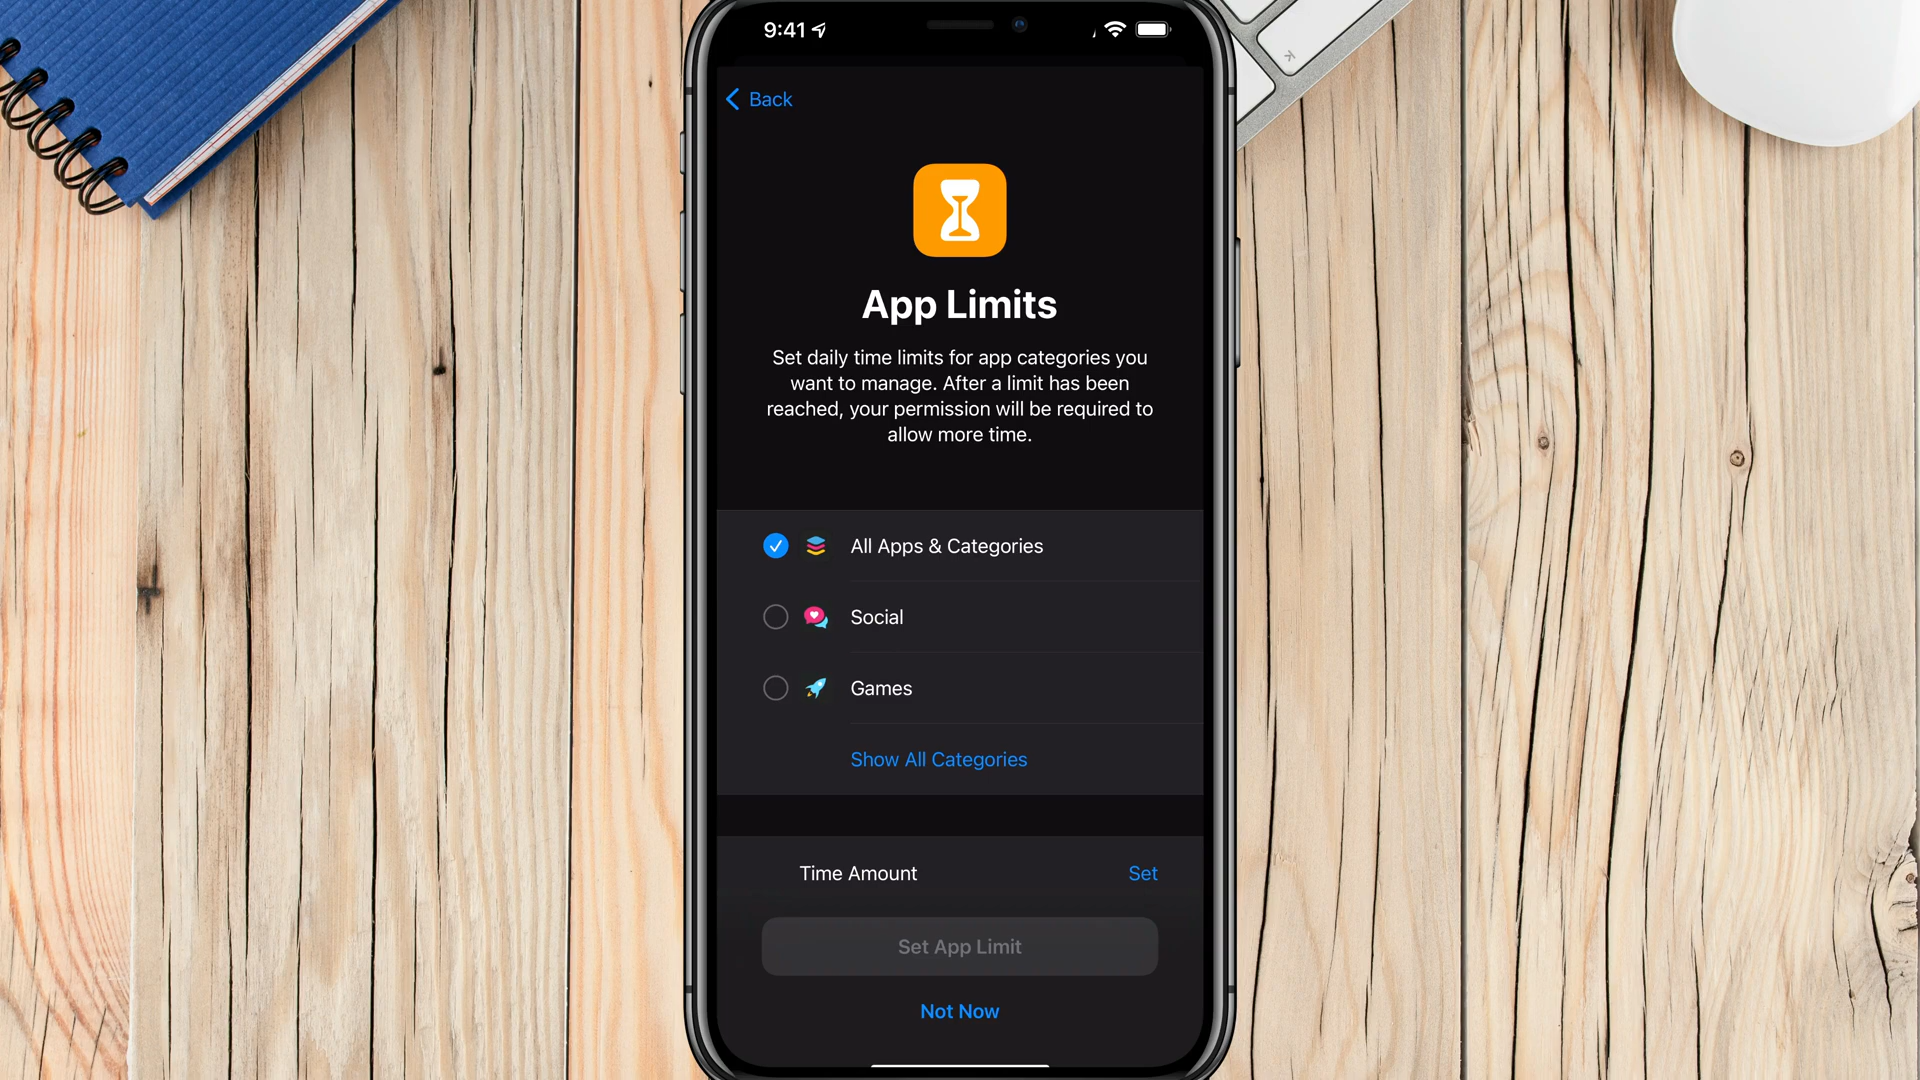 9:41
Back
App Limits
Set daily time limits for app categories you
want to manage. After a limit has been
reached, your permission will be required to
allow more time.
All Apps & Categories
Social
Games
Show All Categories
Time Amount
Set
Set App Limit
Not Now
K